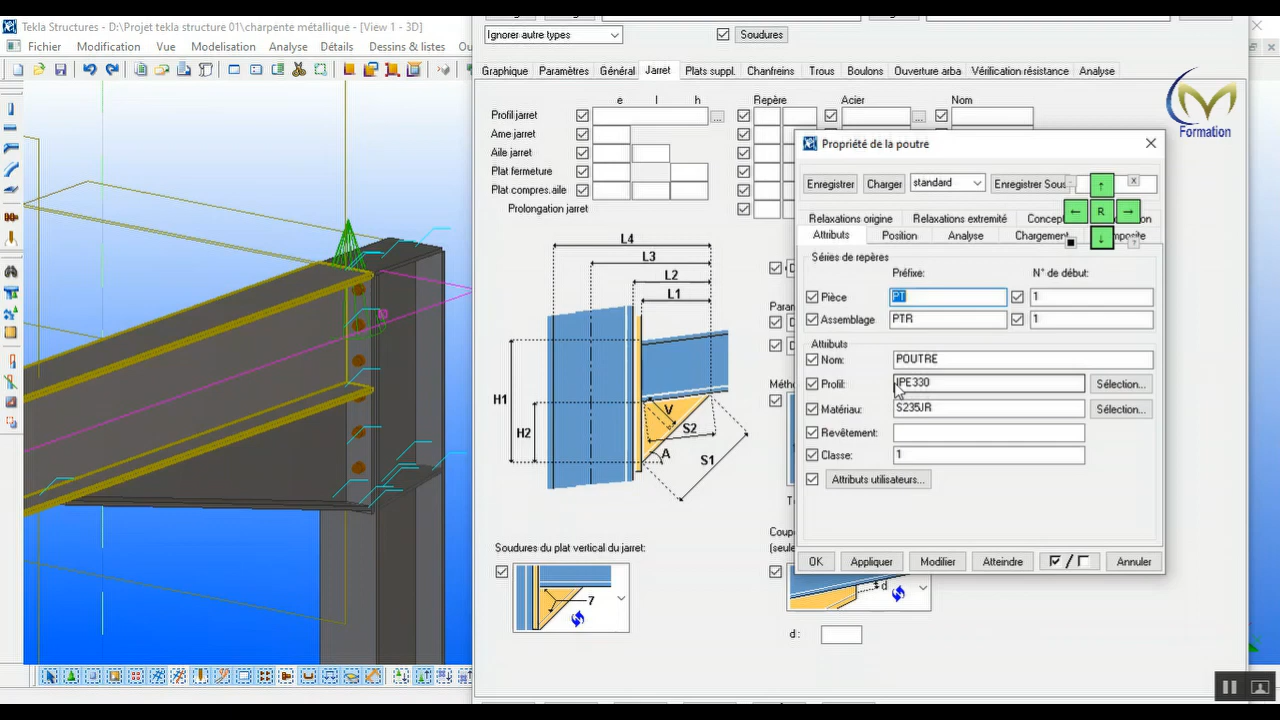 Tekla Structures - D:\Projet tekla structure 01\charpente métallique - [View 1 - 3D]
Fichier Modification Vue Modelisation Analyse Détails Dessins & listes Ou
Ignorer autre types
Soudures
Graphique Paramètres Général Jarret Plats suppl. Chanfreins Trous Boulons Ouverture arba Vérification résistance Analyse
Formation
e l h Repère Acier Nom
Profil jarret
Ame jarret
Aile jarret
Plat fermeture
Plat compres.aile
Prolongation jarret
L4
L3
L2
L1
H1
H2
V
S2
A
S1
Soudures du plat vertical du jarret:
7
Propriété de la poutre
Enregistrer Charger standard Enregistrer Sous
R
Relaxations origine Relaxations extremité
Attributs Position Analyse Chargement
Séries de repères
Préfixe: N° de début:
Pièce PT 1
Assemblage PTR 1
Attributs
Nom: POUTRE
Profil: IPE330 Sélection...
Matériau: S235JR Sélection...
Revêtement:
Classe: 1
Attributs utilisateurs...
OK Appliquer Modifier Atteindre Annuler
Para
Métho
Coup
(seule
d
d :